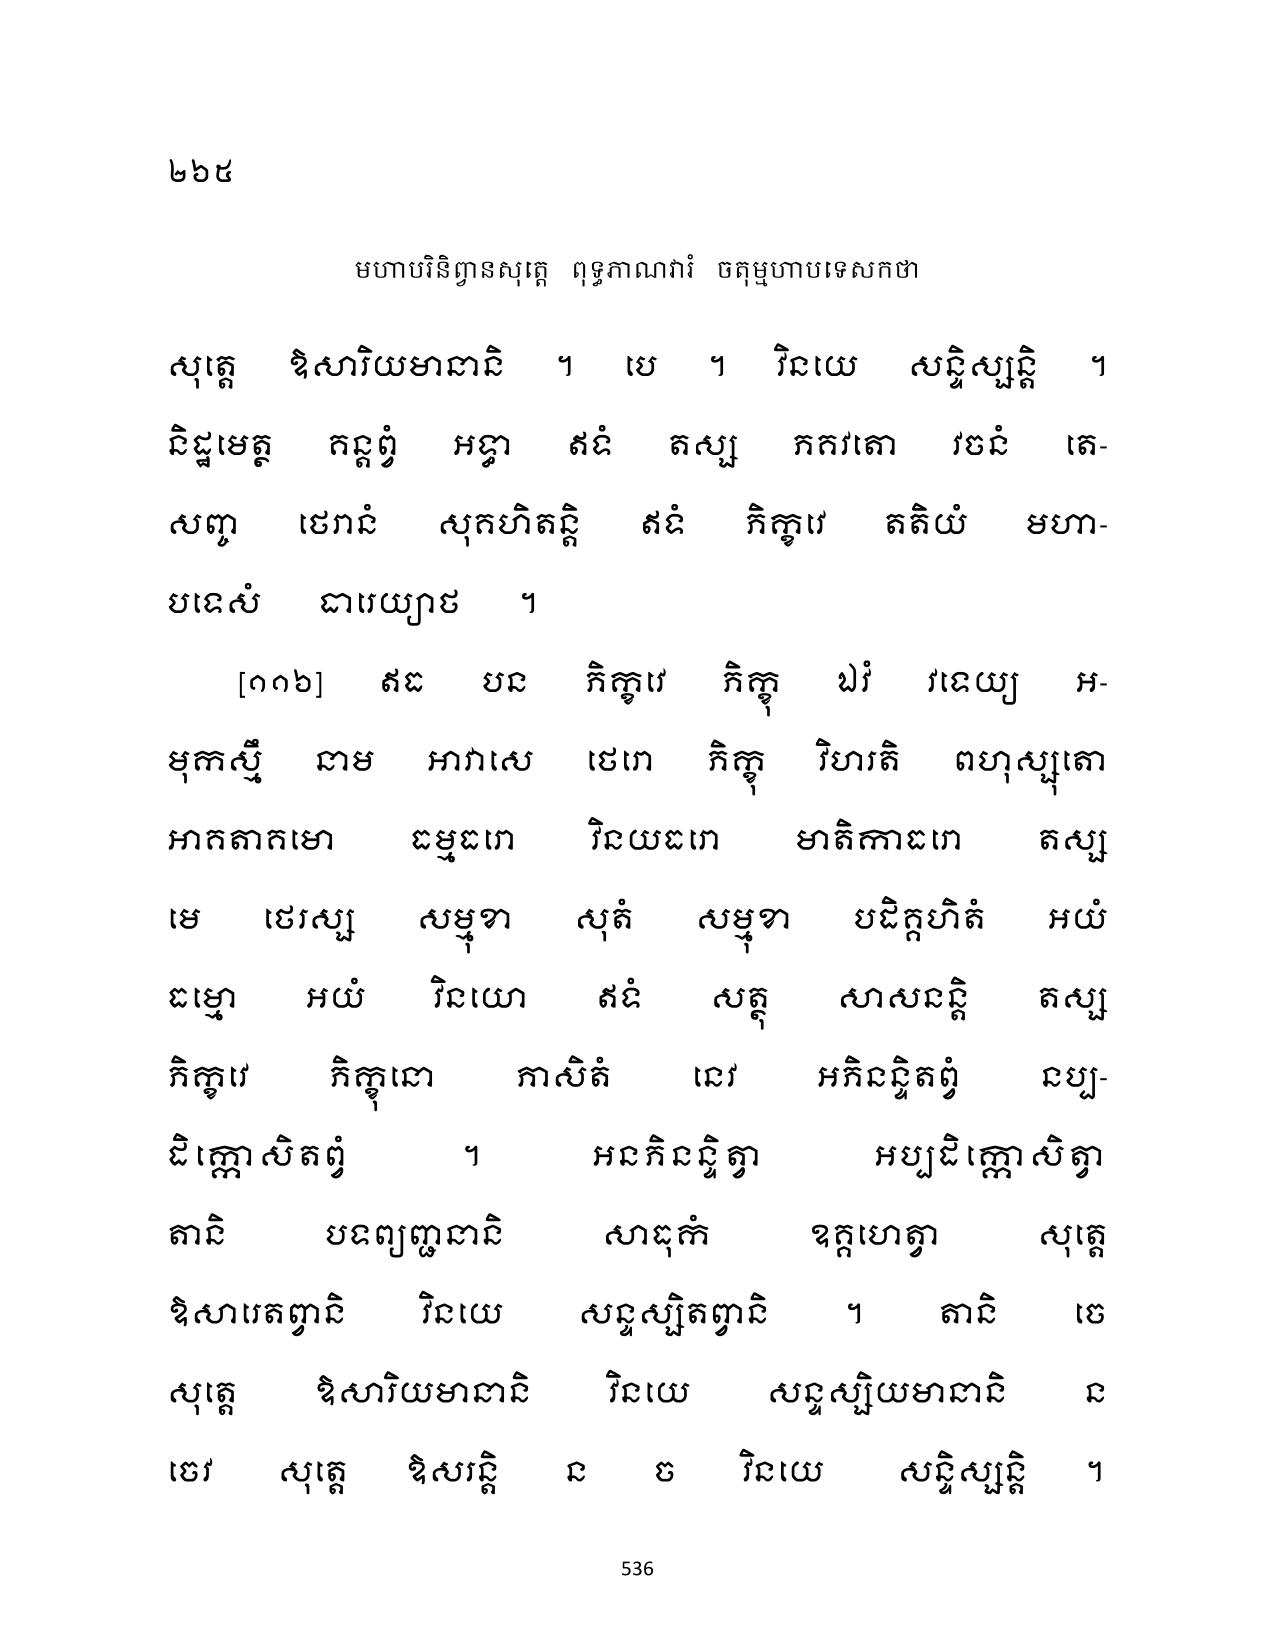 ២៦៥
មហាបរិនិព្វានសុត្តេ ពុទ្ធភាណវារំ ចតុម្មហាបទេសកថា
សុត្តេ ឱសារិយមានានិ ។ បេ ។ វិនយេ សន្ទិស្សន្តិ ។
និដ្ឋមេត្ថ គន្តព្វំ អទ្ធា ឥទំ តស្ស ភគវតោ វចនំ តេ-
សញ្ច ថេរានំ សុគហិតន្តិ ឥទំ ភិក្ខវេ តតិយំ មហា-
បទេសំ ធារេយ្យាថ ។
[១១៦] ឥធ បន ភិក្ខវេ ភិក្ខុ ឯវំ វទេយ្យ អ-
មុកស្មឹ នាម អាវាសេ ថេរោ ភិក្ខុ វិហរតិ ពហុស្សុតោ
អាគតាគមោ ធម្មធរោ វិនយធរោ មាតិកាធរោ តស្ស
មេ ថេរស្ស សម្មុខា សុតំ សម្មុខា បដិគ្គហិតំ អយំ
ធម្មោ អយំ វិនយោ ឥទំ សត្ថុ សាសនន្តិ តស្ស
ភិក្ខវេ ភិក្ខុនោ ភាសិតំ នេវ អភិនន្ទិតព្វំ នប្ប-
ដិក្កោសិតព្វំ ។ អនភិនន្ទិត្វា អប្បដិក្កោសិត្វា
តានិ បទព្យញ្ជនានិ សាធុកំ ឧគ្គហេត្វា សុត្តេ
ឱសារេតព្វានិ វិនយេ សន្ទស្សិតព្វានិ ។ តានិ ចេ
សុត្តេ ឱសារិយមានានិ វិនយេ សន្ទស្សិយមានានិ ន
ចេវ សុត្តេ ឱសរន្តិ ន ច វិនយេ សន្ទិស្សន្តិ ។
536